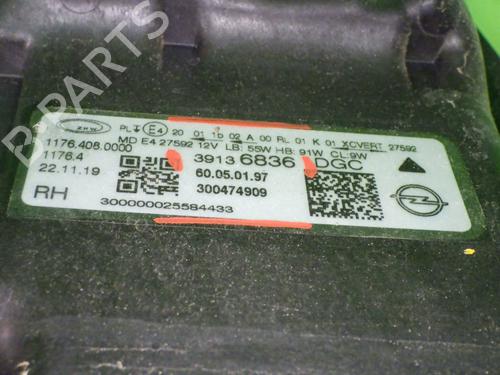 B-PARTS
ZKW PL E4 20 01 1b 02 A 00 RL 01 K 01 XCVERT 27592
MD E4 27592 12V LB: 55W HB: 91W CL:9W
1176.408.0000
1176.4
22.11.19
RH
3913 6836 DGC
60.05.01.97
300474909
300000025584433